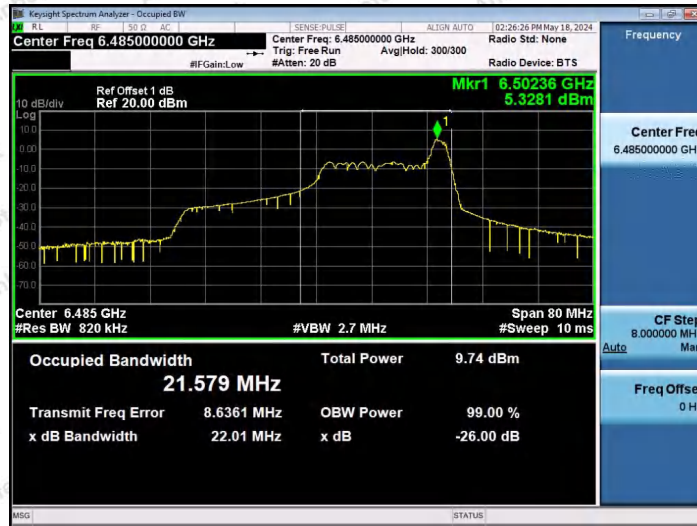 Keysight Spectrum Analyzer - Occupied BW
RL RF 50 Ω AC SENSE:PULSE ALIGN AUTO 02:26:26 PM May 18, 2024
Center Freq 6.485000000 GHz Center Freq: 6.485000000 GHz Radio Std: None
Trig: Free Run Avg|Hold: 300/300
#IFGain:Low #Atten: 20 dB Radio Device: BTS
Frequency
Ref Offset 1 dB Mkr1 6.50236 GHz
10 dB/div Ref 20.00 dBm 5.3281 dBm
Log
10.0
0.00
-10.0
-20.0
-30.0
-40.0
-50.0
-60.0
-70.0
1
Center 6.485 GHz Span 80 MHz
#Res BW 820 kHz #VBW 2.7 MHz #Sweep 10 ms
Occupied Bandwidth Total Power 9.74 dBm
21.579 MHz
Transmit Freq Error 8.6361 MHz OBW Power 99.00 %
x dB Bandwidth 22.01 MHz x dB -26.00 dB
Center Freq
6.485000000 GH
CF Step
8.000000 MH
Auto Man
Freq Offse
0 H
MSG STATUS